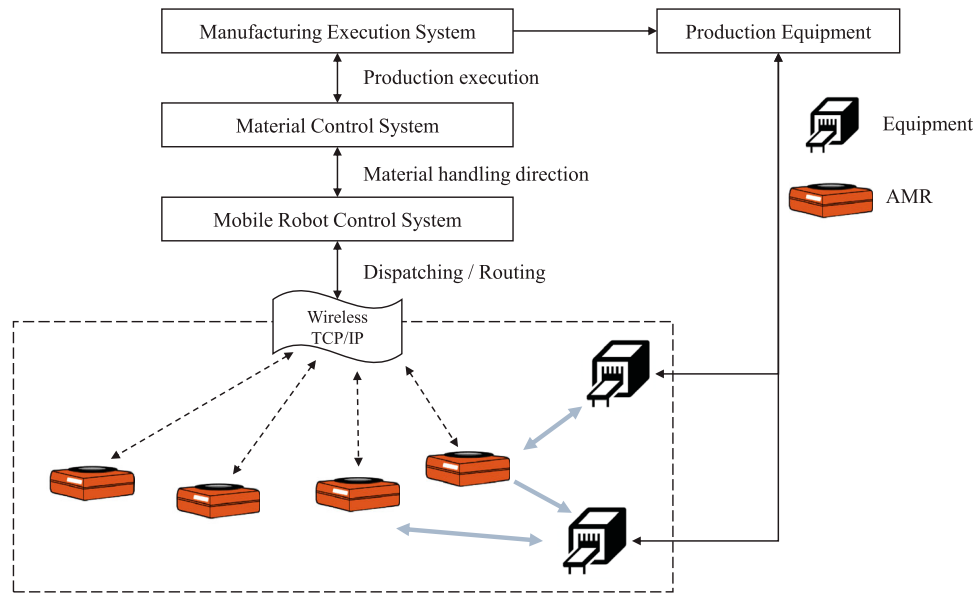 Manufacturing Execution System
Production Equipment
Production execution
Equipment
Material Control System
Material handling direction
AMR
Mobile Robot Control System
Dispatching / Routing
Wireless
TCP/IP